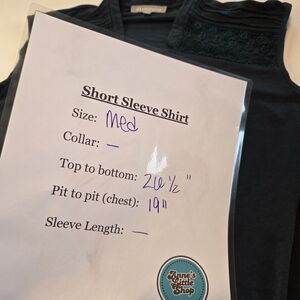 Short Sleeve Shirt
Size: Med
Collar: —
Top to bottom: 26 ½ "
Pit to pit (chest): 19"
Sleeve Length: —
Anne's
Little
Shop